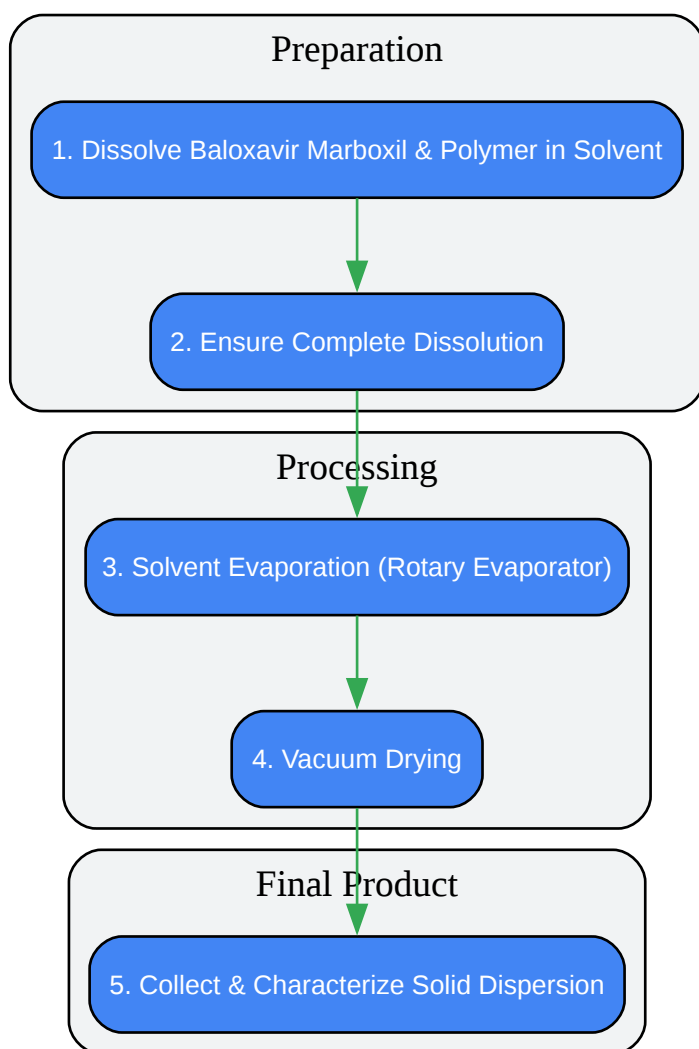 Preparation
1. Dissolve Baloxavir Marboxil & Polymer in Solvent
2. Ensure Complete Dissolution
Processing
3. Solvent Evaporation (Rotary Evaporator)
4. Vacuum Drying
Final Product
5. Collect & Characterize Solid Dispersion